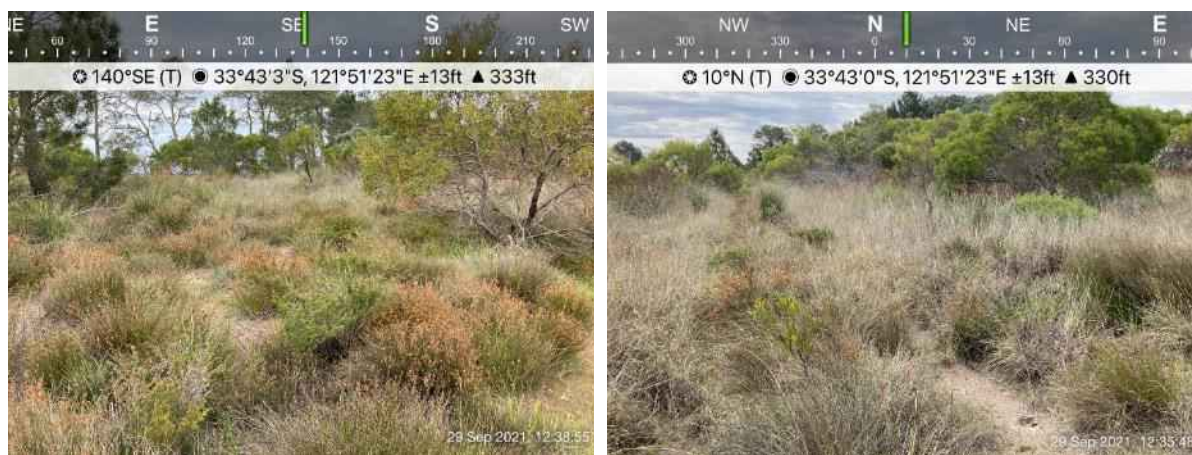 NE E SE S SW
60 90 120 150 180 210
140°SE (T) 33°43'3"S, 121°51'23"E ±13ft ▲ 333ft
29 Sep 2021, 12:38:55
NW N NE E
300 330 0 30 60 90
10°N (T) 33°43'0"S, 121°51'23"E ±13ft ▲ 330ft
29 Sep 2021, 12:35:48